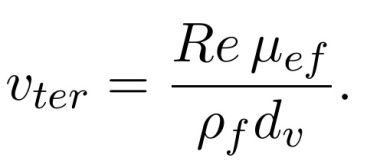 v_{ter} = \frac{Re \, \mu_{ef}}{\rho_f d_v}.